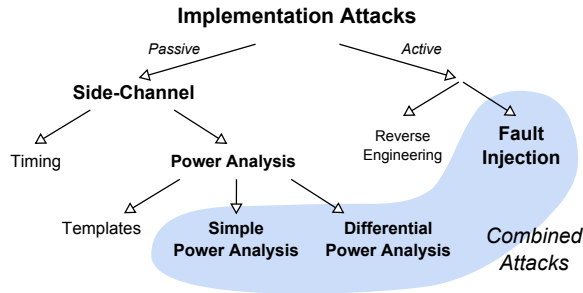 Implementation Attacks
Passive
Active
Side-Channel
Timing
Power Analysis
Reverse
Engineering
Fault
Injection
Templates
Simple
Power Analysis
Differential
Power Analysis
Combined
Attacks